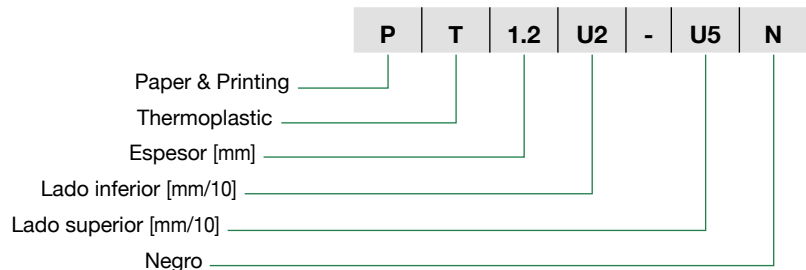 P T 1.2 U2 - U5 N
Paper & Printing
Thermoplastic
Espesor [mm]
Lado inferior [mm/10]
Lado superior [mm/10]
Negro